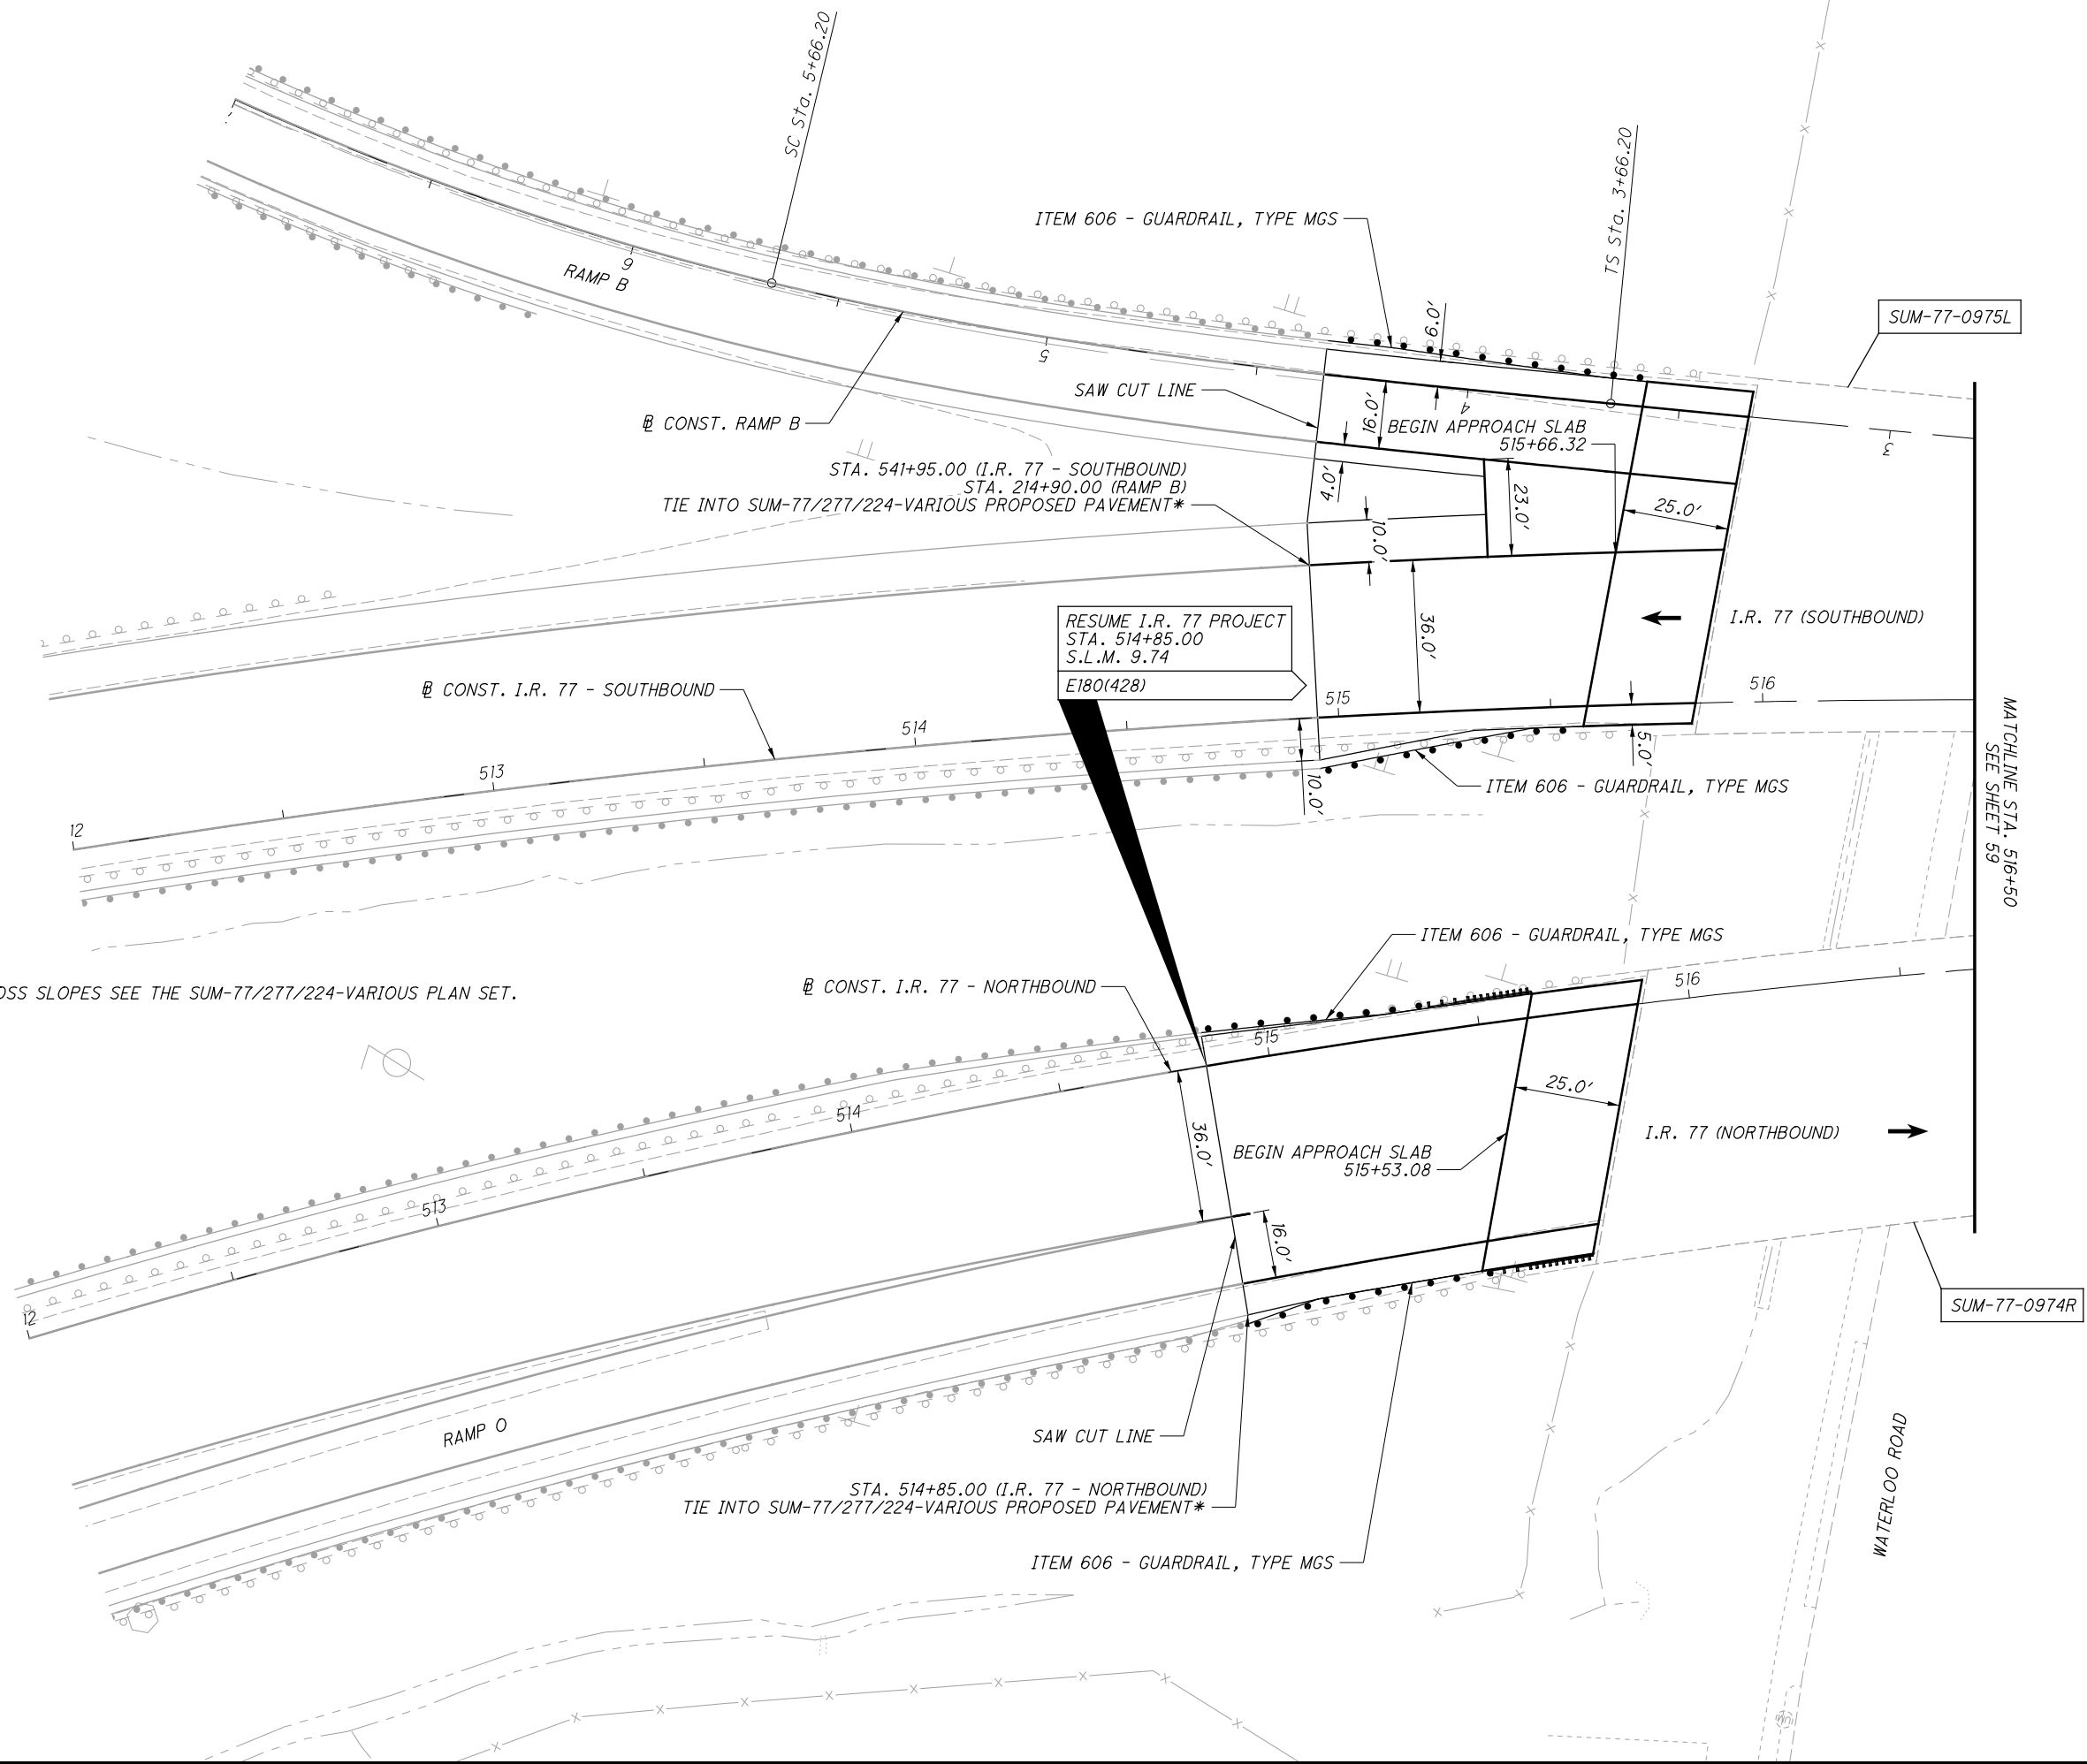 SC Sta. 5+66.20
TS Sta. 3+66.20
ITEM 606 - GUARDRAIL, TYPE MGS
6.0'
SUM-77-0975L
6
RAMP B
5
SAW CUT LINE
16.0'
4
BEGIN APPROACH SLAB
515+66.32
3
℄ CONST. RAMP B
STA. 541+95.00 (I.R. 77 - SOUTHBOUND)
STA. 214+90.00 (RAMP B)
TIE INTO SUM-77/277/224-VARIOUS PROPOSED PAVEMENT*
4.0'
23.0'
25.0'
10.0'
RESUME I.R. 77 PROJECT
STA. 514+85.00
S.L.M. 9.74
E180(428)
36.0'
I.R. 77 (SOUTHBOUND)
℄ CONST. I.R. 77 - SOUTHBOUND
12
513
514
515
516
5.0'
10.0'
ITEM 606 - GUARDRAIL, TYPE MGS
MATCHLINE STA. 516+50
SEE SHEET 59
ITEM 606 - GUARDRAIL, TYPE MGS
OSS SLOPES SEE THE SUM-77/277/224-VARIOUS PLAN SET.
℄ CONST. I.R. 77 - NORTHBOUND
12
513
514
515
516
36.0'
25.0'
BEGIN APPROACH SLAB
515+53.08
I.R. 77 (NORTHBOUND)
16.0'
SUM-77-0974R
RAMP O
SAW CUT LINE
STA. 514+85.00 (I.R. 77 - NORTHBOUND)
TIE INTO SUM-77/277/224-VARIOUS PROPOSED PAVEMENT*
ITEM 606 - GUARDRAIL, TYPE MGS
WATERLOO ROAD